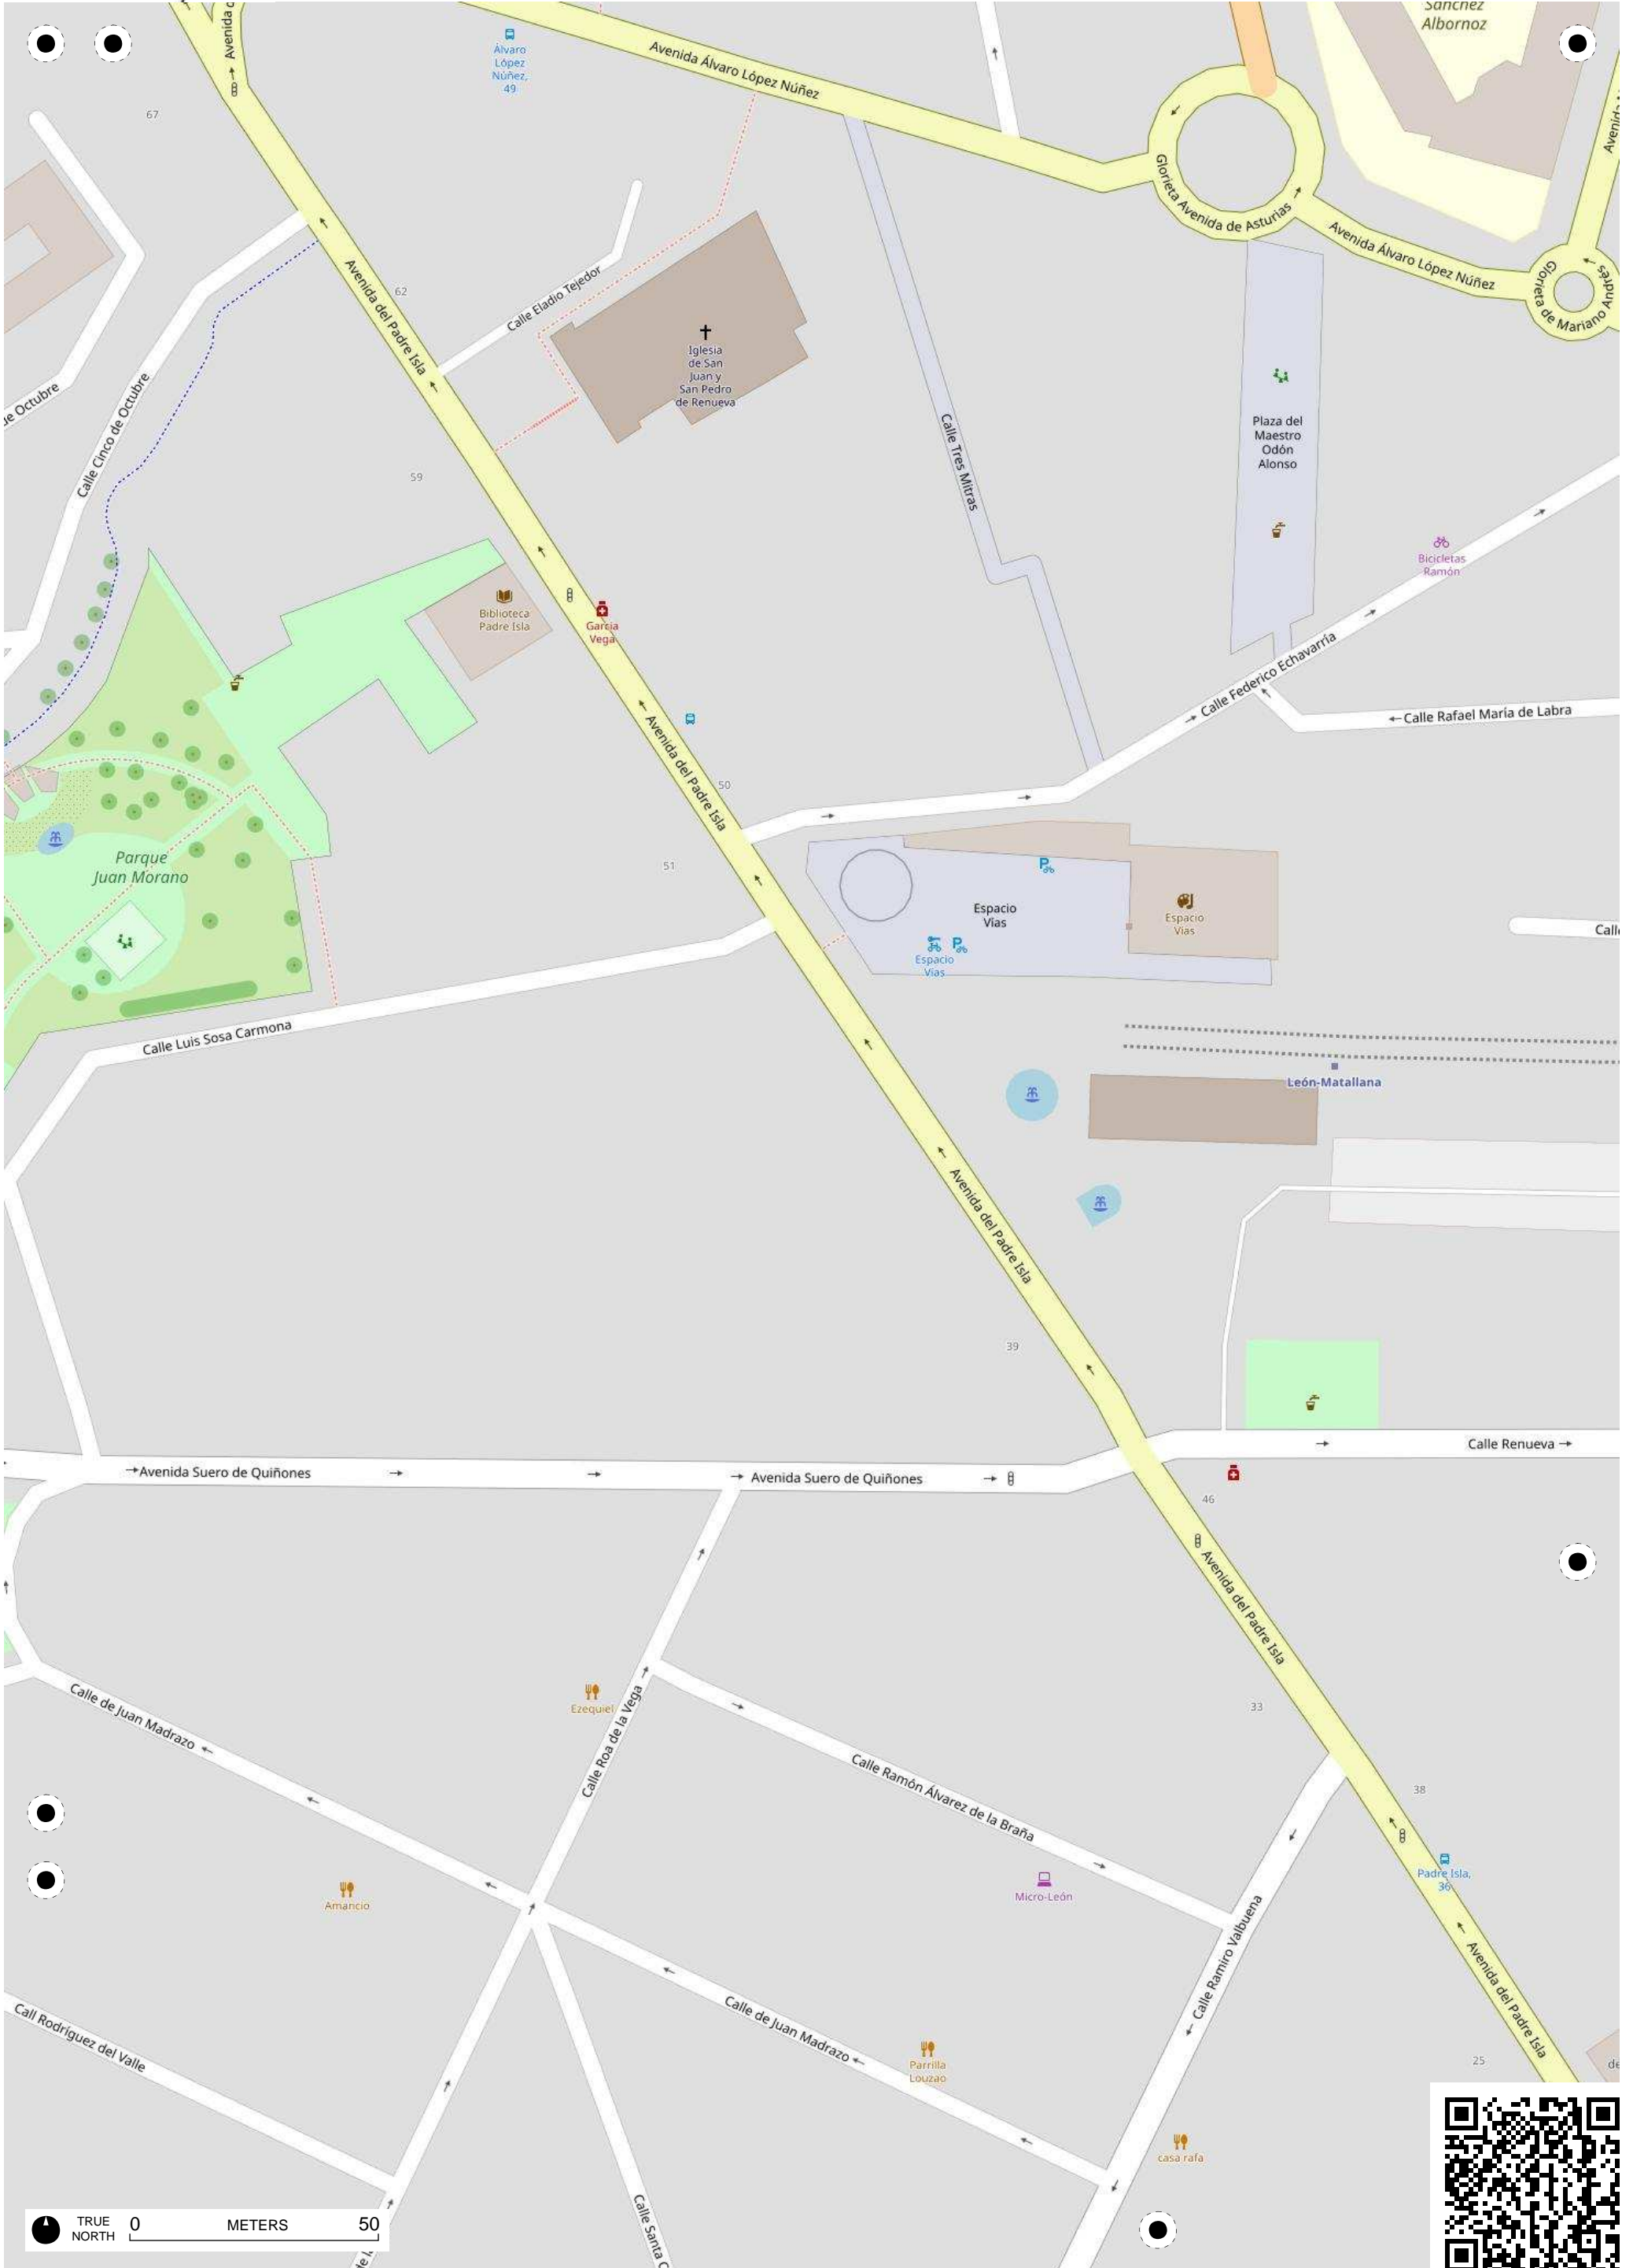 Sánchez
Albornoz
Avenida
Álvaro
López
Núñez,
49
Avenida Álvaro López Núñez
67
Glorieta Avenida de Asturias
Avenida Álvaro López Núñez
Glorieta de Mariano Andrés
Avenida del Padre Isla
62
Calle Eladio Tejedor
Iglesia
de San
Juan y
San Pedro
de Renueva
de Octubre
Calle Cinco de Octubre
Calle Tres Mitras
Plaza del
Maestro
Odón
Alonso
59
Bicicletas
Ramón
Biblioteca
Padre Isla
García
Vega
Calle Federico Echavarría
Calle Rafael María de Labra
Avenida del Padre Isla
50
51
Parque
Juan Morano
Espacio
Vías
Espacio
Vías
Espacio
Vías
Calle Luis Sosa Carmona
León-Matallana
Avenida del Padre Isla
39
Calle Renueva
Avenida Suero de Quiñones
Avenida Suero de Quiñones
46
Avenida del Padre Isla
Calle de Juan Madrazo
Ezequiel
Calle Roa de la Vega
33
Calle Ramón Álvarez de la Braña
38
Padre Isla,
36
Amancio
Micro-León
Calle Ramiro Valbuena
Avenida del Padre Isla
Call Rodríguez del Valle
Calle de Juan Madrazo
Parrilla
Louzao
25
casa rafa
Calle Santa
TRUE
NORTH
0 METERS 50